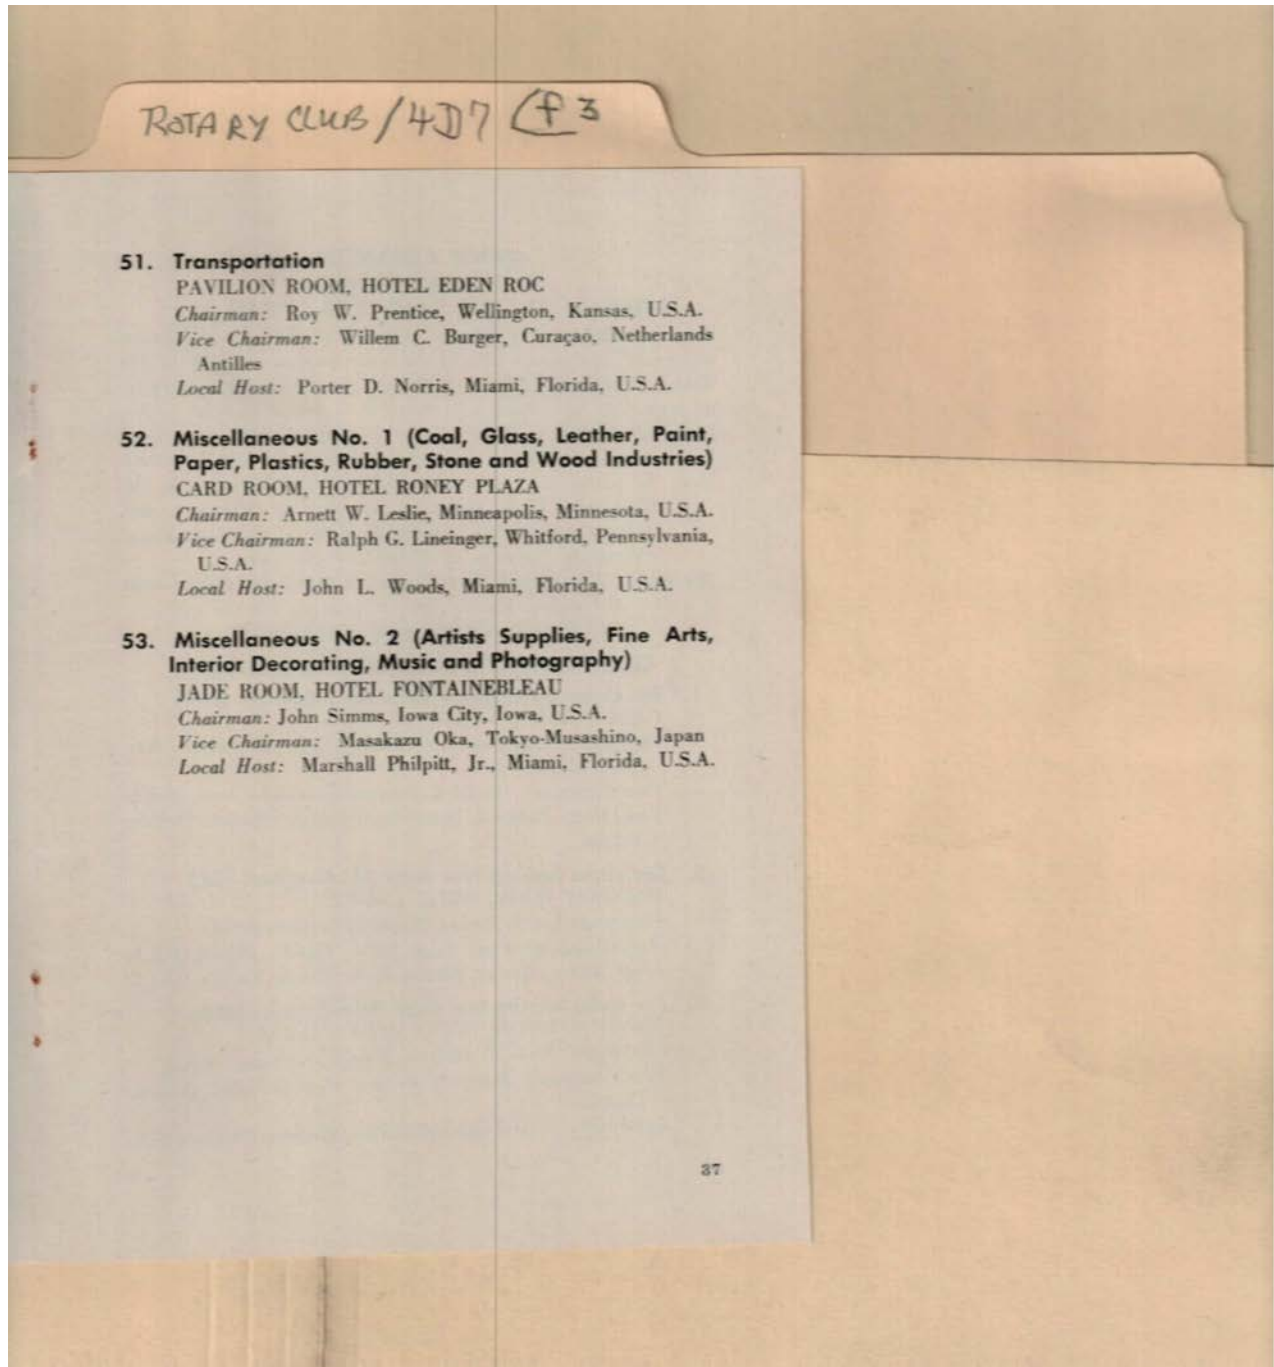 ROTARY CLUB/4D7 f3
51. Transportation
PAVILION ROOM, HOTEL EDEN ROC
Chairman: Roy W. Prentice, Wellington, Kansas, U.S.A.
Vice Chairman: Willem C. Burger, Curaçao, Netherlands
Antilles
Local Host: Porter D. Norris, Miami, Florida, U.S.A.
52. Miscellaneous No. 1 (Coal, Glass, Leather, Paint,
Paper, Plastics, Rubber, Stone and Wood Industries)
CARD ROOM, HOTEL RONEY PLAZA
Chairman: Arnett W. Leslie, Minneapolis, Minnesota, U.S.A.
Vice Chairman: Ralph G. Lineinger, Whitford, Pennsylvania,
U.S.A.
Local Host: John L. Woods, Miami, Florida, U.S.A.
53. Miscellaneous No. 2 (Artists Supplies, Fine Arts,
Interior Decorating, Music and Photography)
JADE ROOM, HOTEL FONTAINEBLEAU
Chairman: John Simms, Iowa City, Iowa, U.S.A.
Vice Chairman: Masakazu Oka, Tokyo-Musashino, Japan
Local Host: Marshall Philpitt, Jr., Miami, Florida, U.S.A.
37